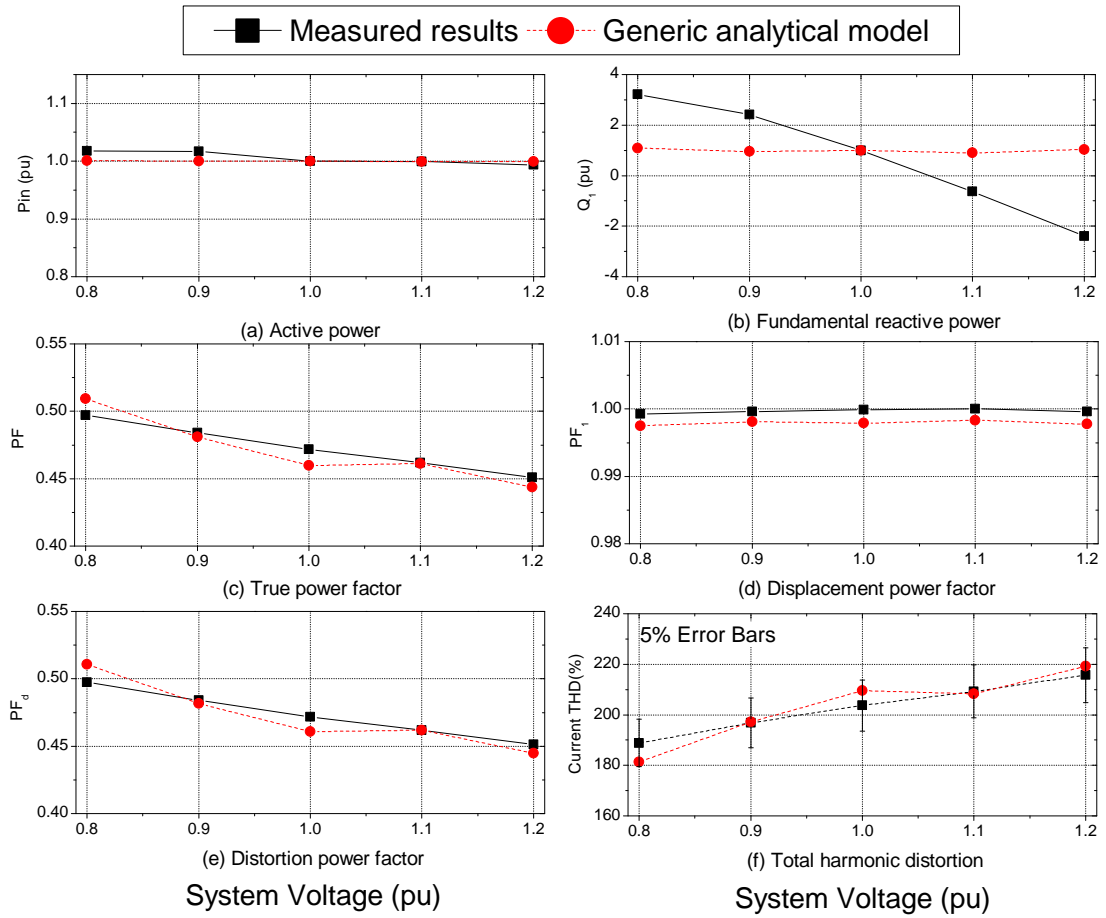 Measured results Generic analytical model
1.1
1.0
0.9
0.8
Pin (pu)
0.8 0.9 1.0 1.1 1.2
(a) Active power
4
2
0
-2
-4
Q1 (pu)
0.8 0.9 1.0 1.1 1.2
(b) Fundamental reactive power
0.55
0.50
0.45
0.40
PF
0.8 0.9 1.0 1.1 1.2
(c) True power factor
1.01
1.00
0.99
0.98
PF1
0.8 0.9 1.0 1.1 1.2
(d) Displacement power factor
0.55
0.50
0.45
0.40
PFd
0.8 0.9 1.0 1.1 1.2
(e) Distortion power factor
System Voltage (pu)
5% Error Bars
240
220
200
180
160
Current THD(%)
0.8 0.9 1.0 1.1 1.2
(f) Total harmonic distortion
System Voltage (pu)